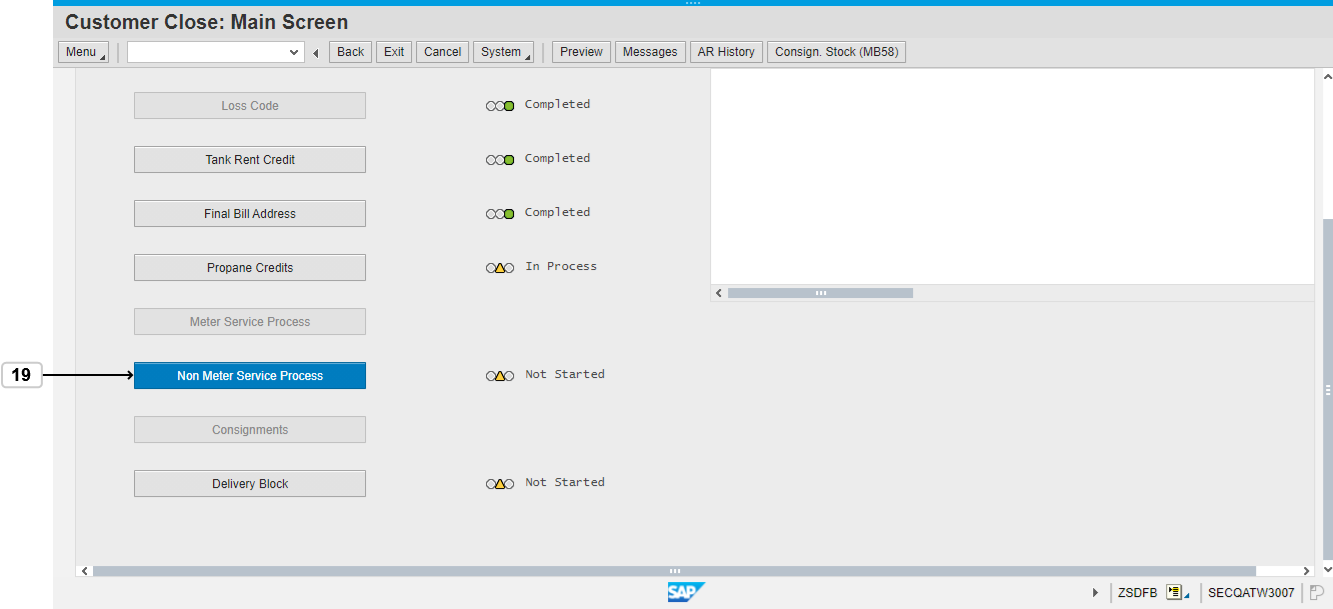 Customer Close: Main Screen
Menu Back Exit Cancel System Preview Messages AR History Consign. Stock (MB58)
Loss Code Completed
Tank Rent Credit Completed
Final Bill Address Completed
Propane Credits In Process
Meter Service Process
19 Non Meter Service Process Not Started
Consignments
Delivery Block Not Started
SAP ZSDFB SECQATW3007